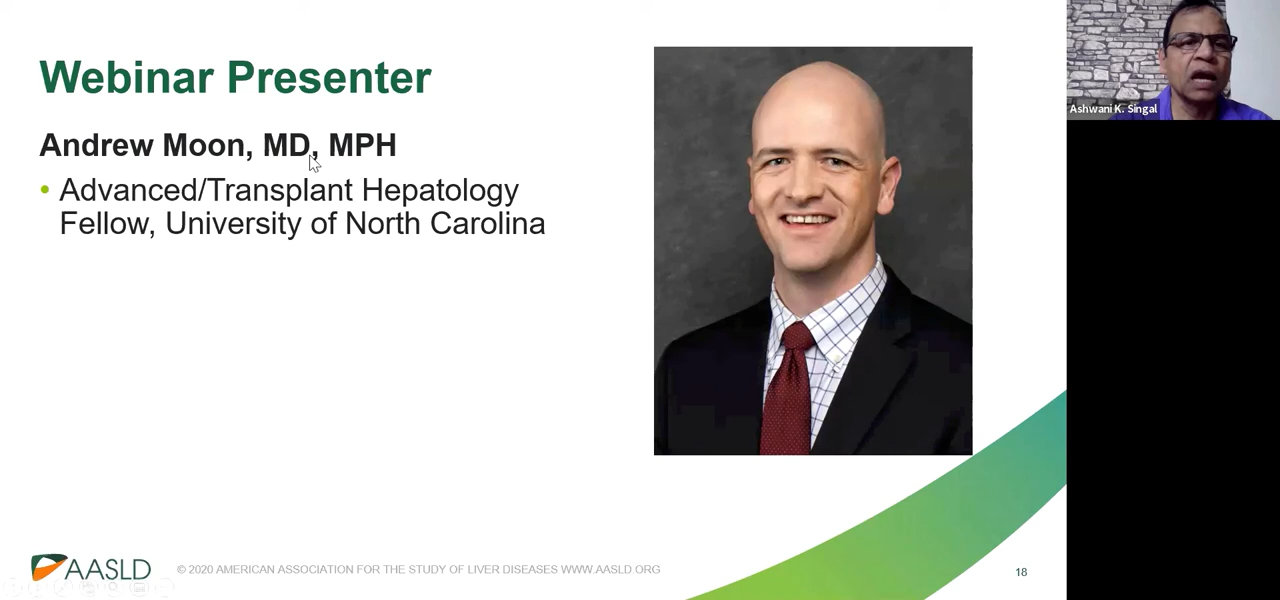 Webinar Presenter
Andrew Moon, MD, MPH
• Advanced/Transplant Hepatology
Fellow, University of North Carolina
Ashwani K. Singal
AASLD
© 2020 AMERICAN ASSOCIATION FOR THE STUDY OF LIVER DISEASES WWW.AASLD.ORG
18